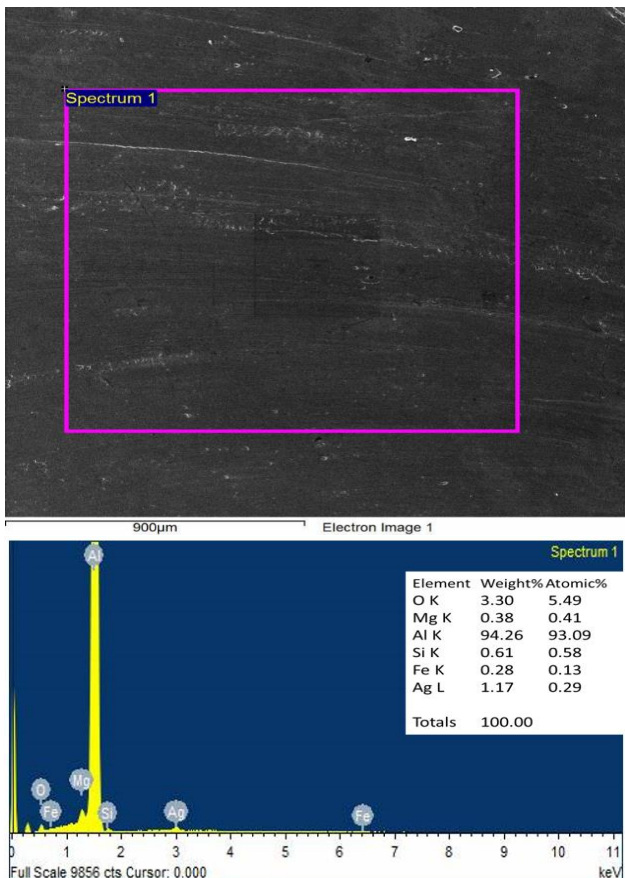 Spectrum 1
900µm Electron Image 1
Spectrum 1
Element Weight% Atomic%
O K 3.30 5.49
Mg K 0.38 0.41
Al K 94.26 93.09
Si K 0.61 0.58
Fe K 0.28 0.13
Ag L 1.17 0.29
Totals 100.00
Al
O
Fe
Mg
Si
Ag
Fe
0 1 2 3 4 5 6 7 8 9 10 11
Full Scale 9856 cts Cursor: 0.000 keV